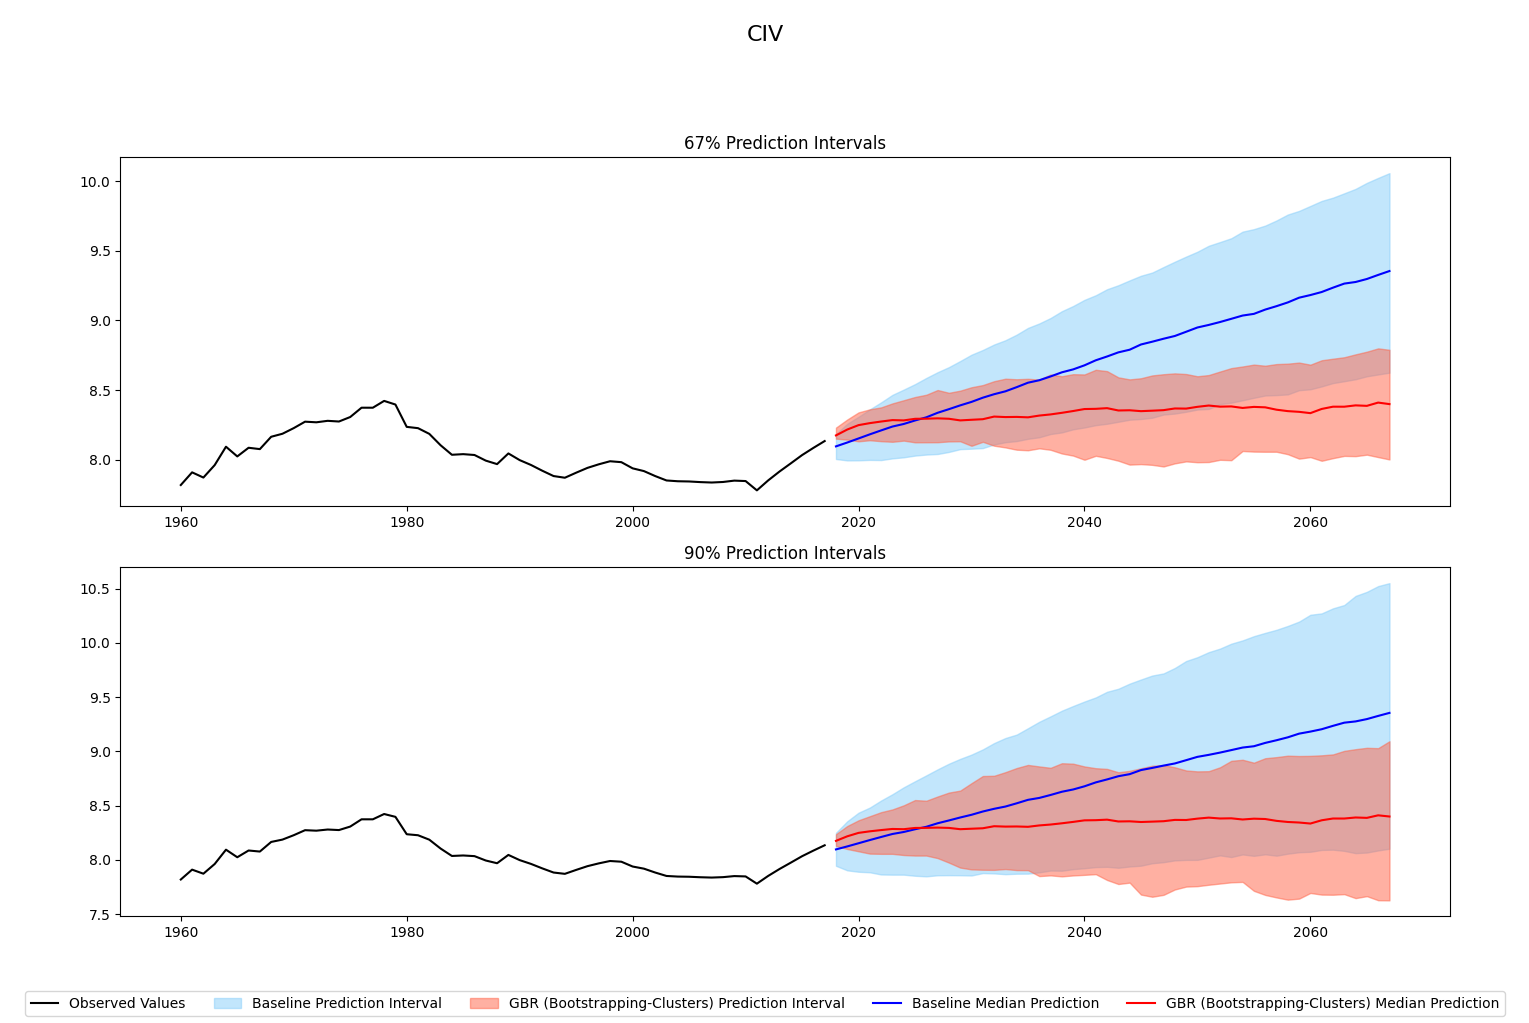 CIV
67% Prediction Intervals
10.0
9.5
9.0
8.5
8.0
1960 1980 2000 2020 2040 2060
90% Prediction Intervals
10.5
10.0
9.5
9.0
8.5
8.0
7.5
1960 1980 2000 2020 2040 2060
Observed Values Baseline Prediction Interval GBR (Bootstrapping-Clusters) Prediction Interval Baseline Median Prediction GBR (Bootstrapping-Clusters) Median Prediction